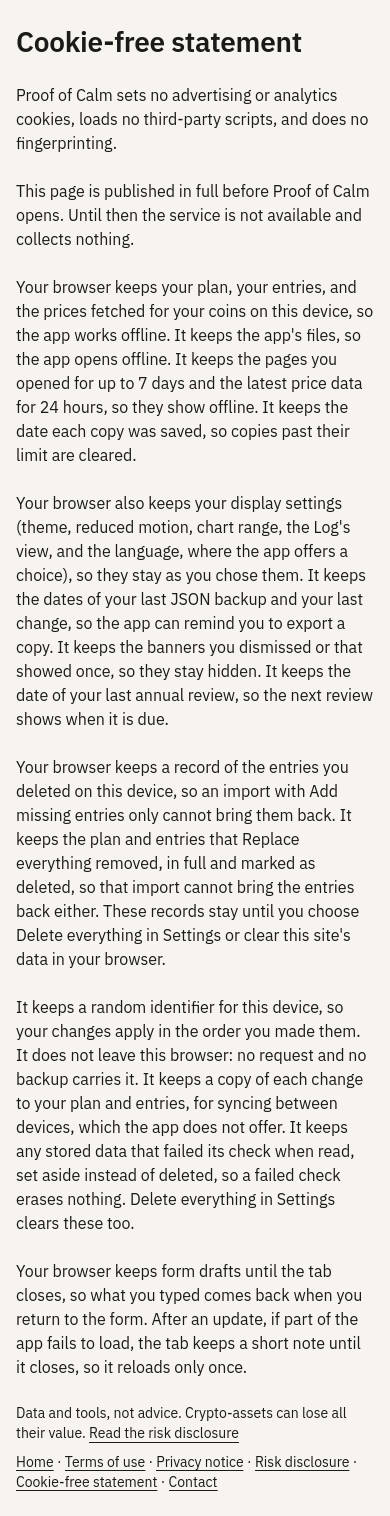 Cookie-free statement
Proof of Calm sets no advertising or analytics
cookies, loads no third-party scripts, and does no
fingerprinting.
This page is published in full before Proof of Calm
opens. Until then the service is not available and
collects nothing.
Your browser keeps your plan, your entries, and
the prices fetched for your coins on this device, so
the app works offline. It keeps the app's files, so
the app opens offline. It keeps the pages you
opened for up to 7 days and the latest price data
for 24 hours, so they show offline. It keeps the
date each copy was saved, so copies past their
limit are cleared.
Your browser also keeps your display settings
(theme, reduced motion, chart range, the Log's
view, and the language, where the app offers a
choice), so they stay as you chose them. It keeps
the dates of your last JSON backup and your last
change, so the app can remind you to export a
copy. It keeps the banners you dismissed or that
showed once, so they stay hidden. It keeps the
date of your last annual review, so the next review
shows when it is due.
Your browser keeps a record of the entries you
deleted on this device, so an import with Add
missing entries only cannot bring them back. It
keeps the plan and entries that Replace
everything removed, in full and marked as
deleted, so that import cannot bring the entries
back either. These records stay until you choose
Delete everything in Settings or clear this site's
data in your browser.
It keeps a random identifier for this device, so
your changes apply in the order you made them.
It does not leave this browser: no request and no
backup carries it. It keeps a copy of each change
to your plan and entries, for syncing between
devices, which the app does not offer. It keeps
any stored data that failed its check when read,
set aside instead of deleted, so a failed check
erases nothing. Delete everything in Settings
clears these too.
Your browser keeps form drafts until the tab
closes, so what you typed comes back when you
return to the form. After an update, if part of the
app fails to load, the tab keeps a short note until
it closes, so it reloads only once.
Data and tools, not advice. Crypto-assets can lose all
their value. Read the risk disclosure
Home · Terms of use · Privacy notice · Risk disclosure ·
Cookie-free statement · Contact